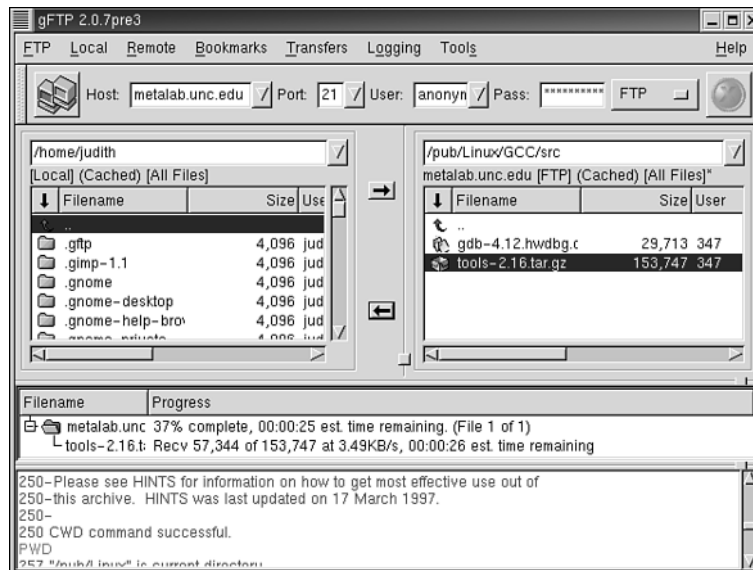 gFTP 2.0.7pre3
FTP Local Remote Bookmarks Transfers Logging Tools Help
Host: metalab.unc.edu Port: 21 User: anonyn Pass: ********** FTP
/home/judith
[Local] (Cached) [All Files]
Filename Size Use
..
.gftp 4,096 jud
.gimp-1.1 4,096 jud
.gnome 4,096 jud
.gnome-desktop 4,096 jud
.gnome-help-brov 4,096 jud
/pub/Linux/GCC/src
metalab.unc.edu [FTP] (Cached) [All Files]*
Filename Size User
..
gdb-4.12.hwdbg.c 29,713 347
tools-2.16.tar.gz 153,747 347
Filename Progress
metalab.unc 37% complete, 00:00:25 est. time remaining. (File 1 of 1)
tools-2.16.t: Recv 57,344 of 153,747 at 3.49KB/s, 00:00:26 est. time remaining
250-Please see HINTS for information on how to get most effective use out of
250-this archive. HINTS was last updated on 17 March 1997.
250-
250 CWD command successful.
PWD
257 "/pub/Linux" is current directory.